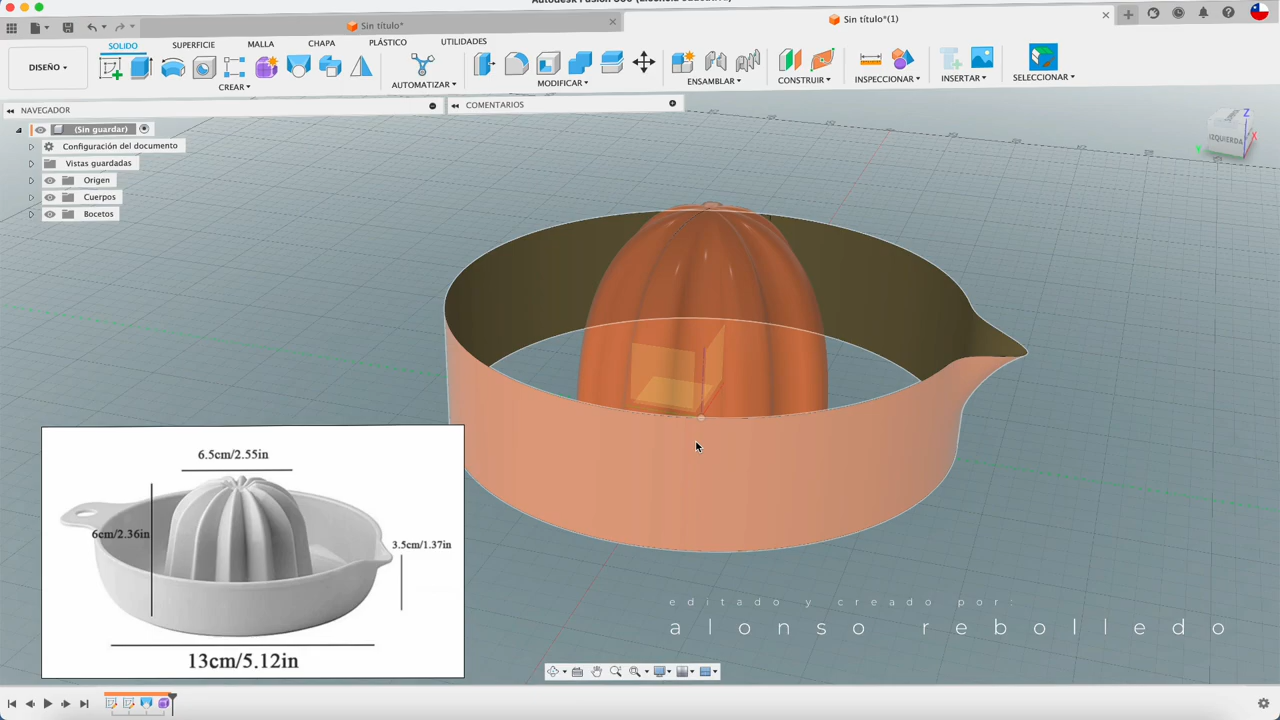 Autodesk Fusion 360 (Licencia educativa)
Sin título*
Sin título*(1)
DISEÑO
SÓLIDO
SUPERFICIE
MALLA
CHAPA
PLÁSTICO
UTILIDADES
CREAR
AUTOMATIZAR
MODIFICAR
ENSAMBLAR
CONSTRUIR
INSPECCIONAR
INSERTAR
SELECCIONAR
NAVEGADOR
COMENTARIOS
(Sin guardar)
Configuración del documento
Vistas guardadas
Origen
Cuerpos
Bocetos
Z
IZQUIERDA
X
Y
6.5cm/2.55in
6cm/2.36in
3.5cm/1.37in
13cm/5.12in
editado y creado por:
alonso rebolledo